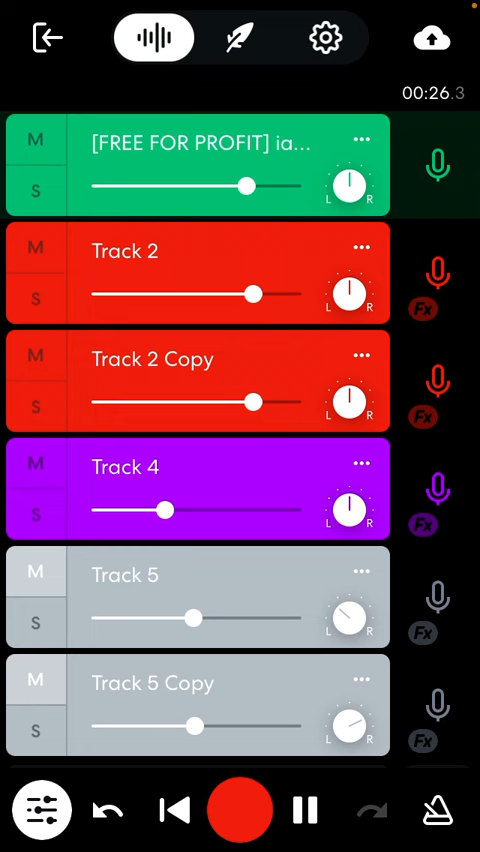 00:26.3
M
[FREE FOR PROFIT] ia...
S
L R
M
Track 2
S
L R
Fx
M
Track 2 Copy
S
L R
Fx
M
Track 4
S
L R
Fx
M
Track 5
S
L R
Fx
M
Track 5 Copy
S
L R
Fx